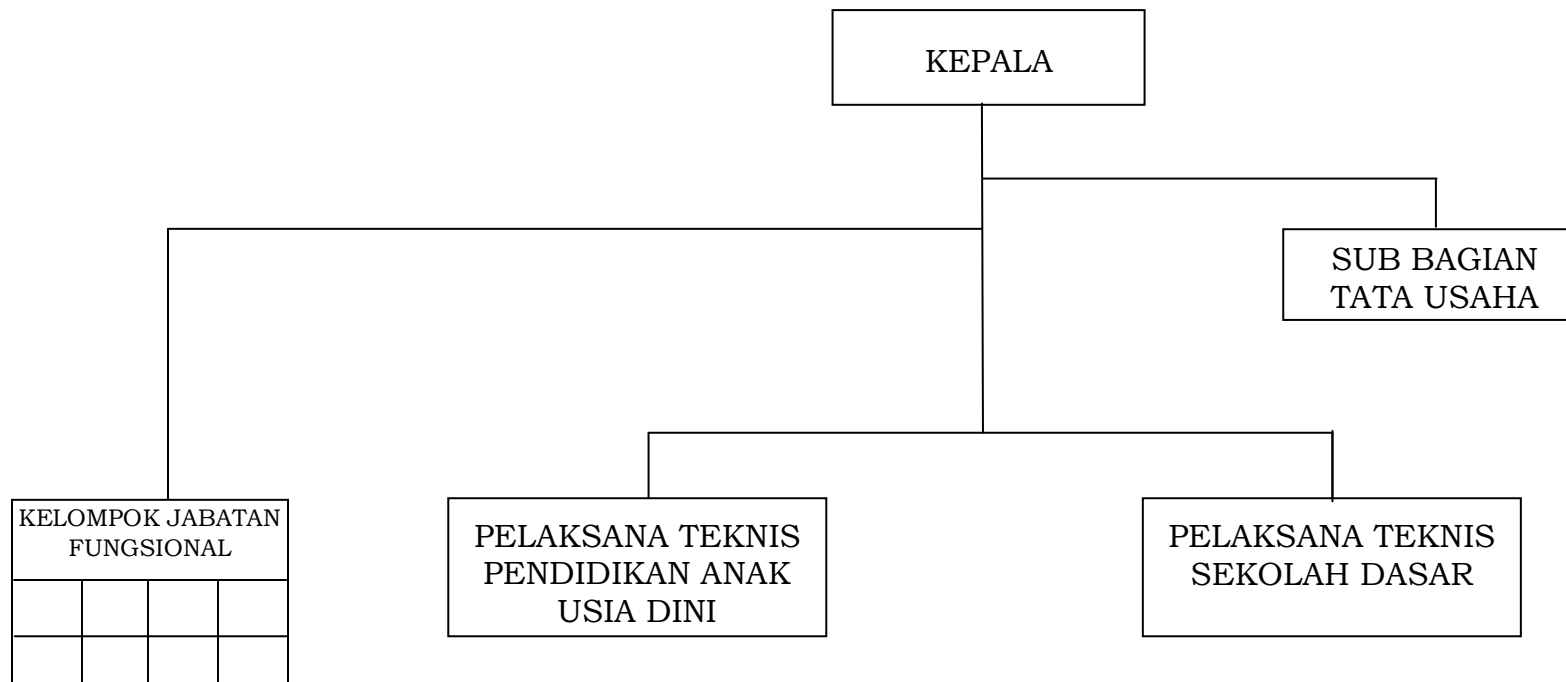 KEPALA
SUB BAGIAN
TATA USAHA
KELOMPOK JABATAN
FUNGSIONAL
PELAKSANA TEKNIS
PENDIDIKAN ANAK
USIA DINI
PELAKSANA TEKNIS
SEKOLAH DASAR